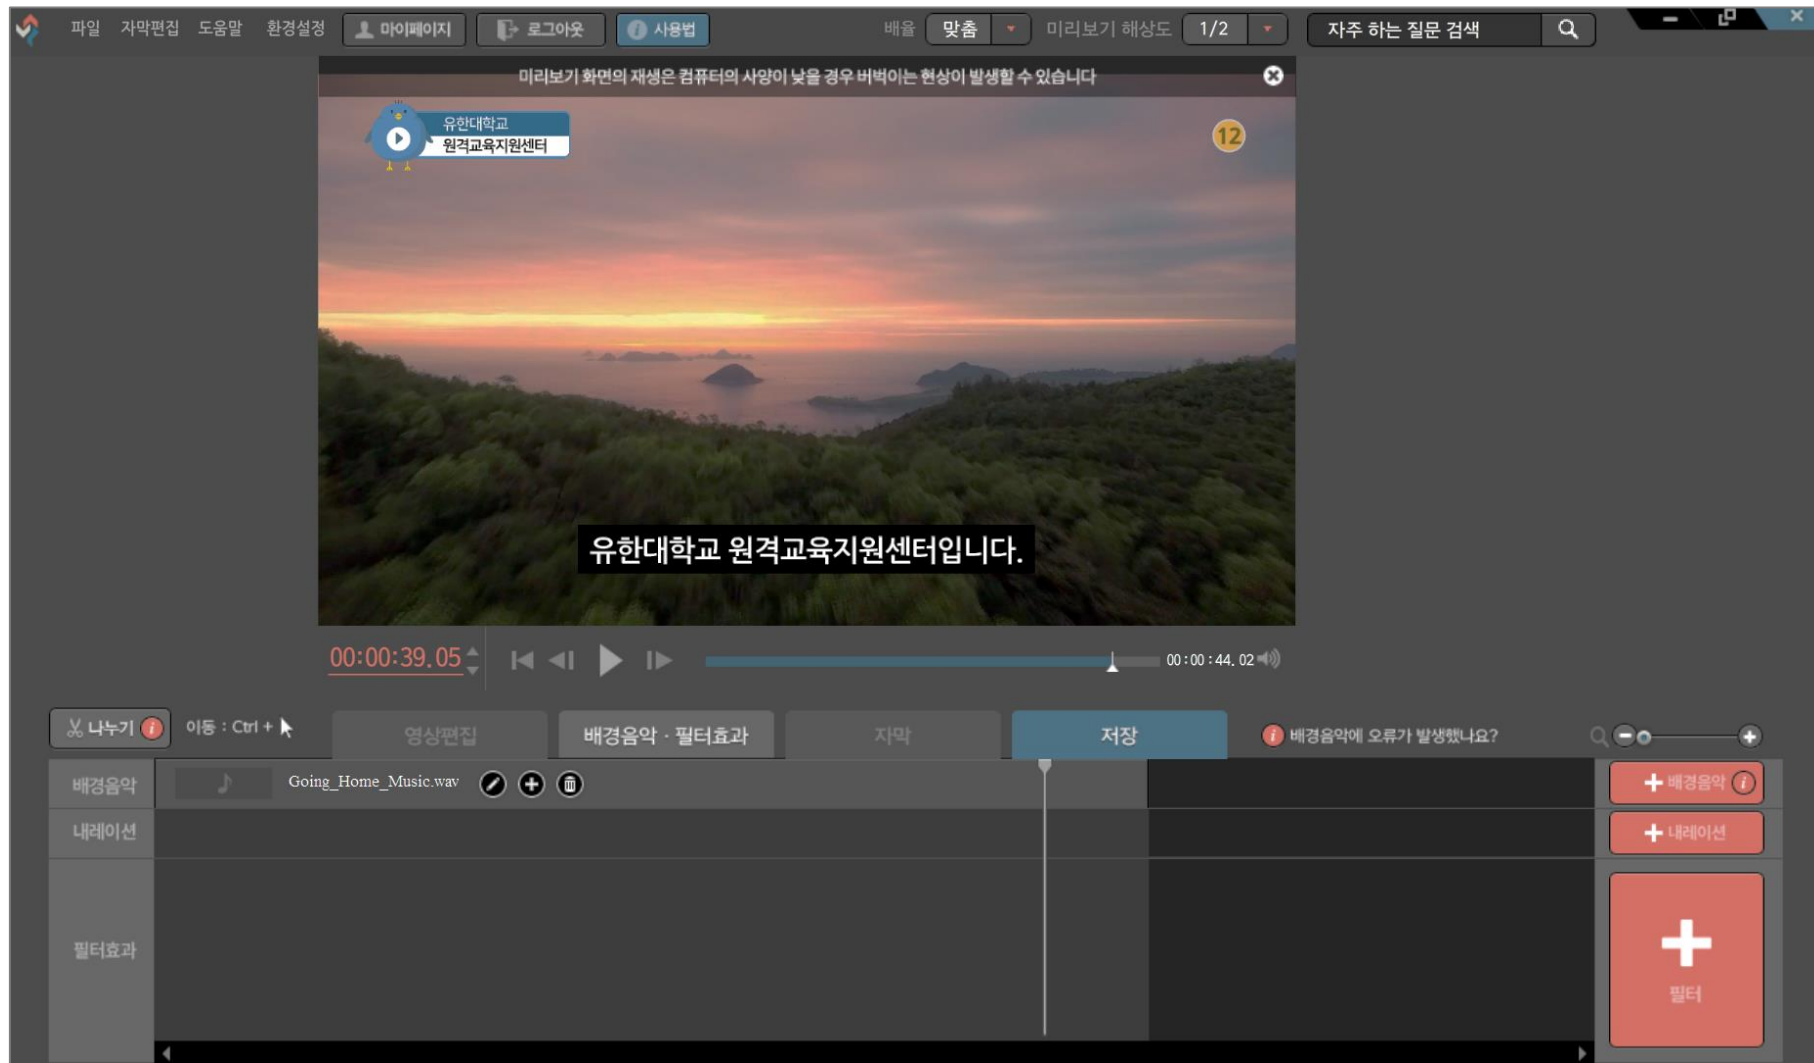 파일 자막편집 도움말 환경설정 마이페이지 로그아웃 i 사용법 배율 맞춤 미리보기 해상도 1/2 자주 하는 질문 검색
미리보기 화면의 재생은 컴퓨터의 사양이 낮을 경우 버벅이는 현상이 발생할 수 있습니다
유한대학교
원격교육지원센터
12
유한대학교 원격교육지원센터입니다.
00:00:39.05 00:00:44.02
나누기 i 이동 : Ctrl + 영상편집 배경음악 · 필터효과 자막 저장 i 배경음악에 오류가 발생했나요?
배경음악 Going_Home_Music.wav + 배경음악 i
내레이션 + 내레이션
필터효과
필터